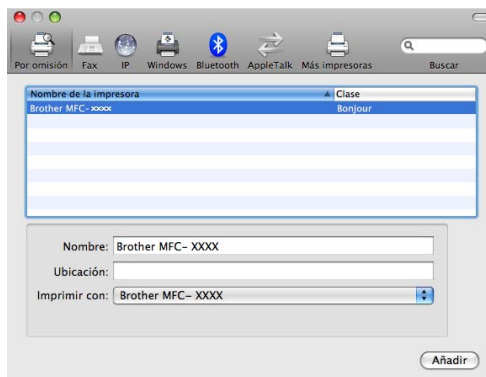 Por omisión Fax IP Windows Bluetooth AppleTalk Más impresoras Buscar
Nombre de la impresora Clase
Brother MFC-xxxx Bonjour
Nombre: Brother MFC- XXXX
Ubicación:
Imprimir con: Brother MFC- XXXX
Añadir